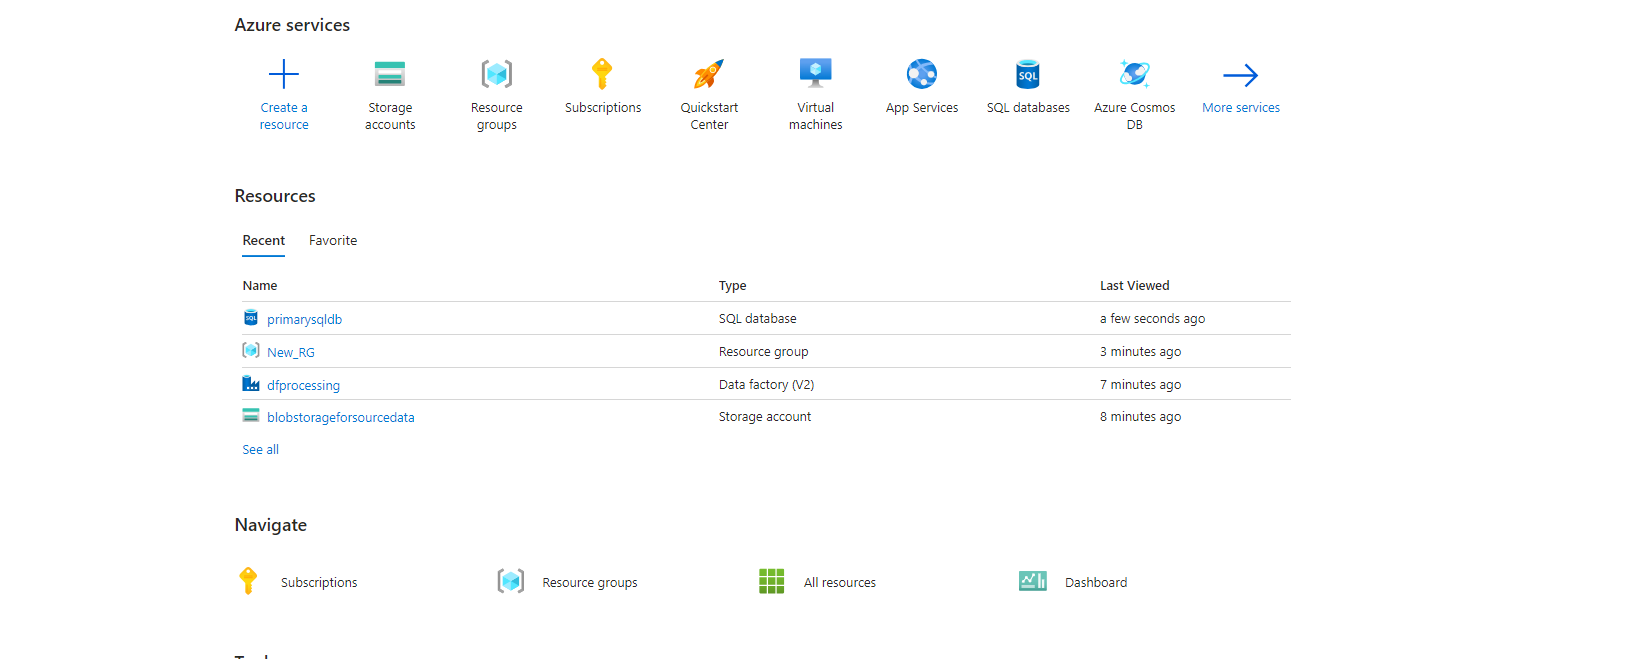 Azure services
Create a resource
Storage accounts
Resource groups
Subscriptions
Quickstart Center
Virtual machines
App Services
SQL databases
Azure Cosmos DB
More services
Resources
Recent Favorite
Name Type Last Viewed
SQL primarysqldb SQL database a few seconds ago
New_RG Resource group 3 minutes ago
dfprocessing Data factory (V2) 7 minutes ago
blobstorageforsourcedata Storage account 8 minutes ago
See all
Navigate
Subscriptions Resource groups All resources Dashboard